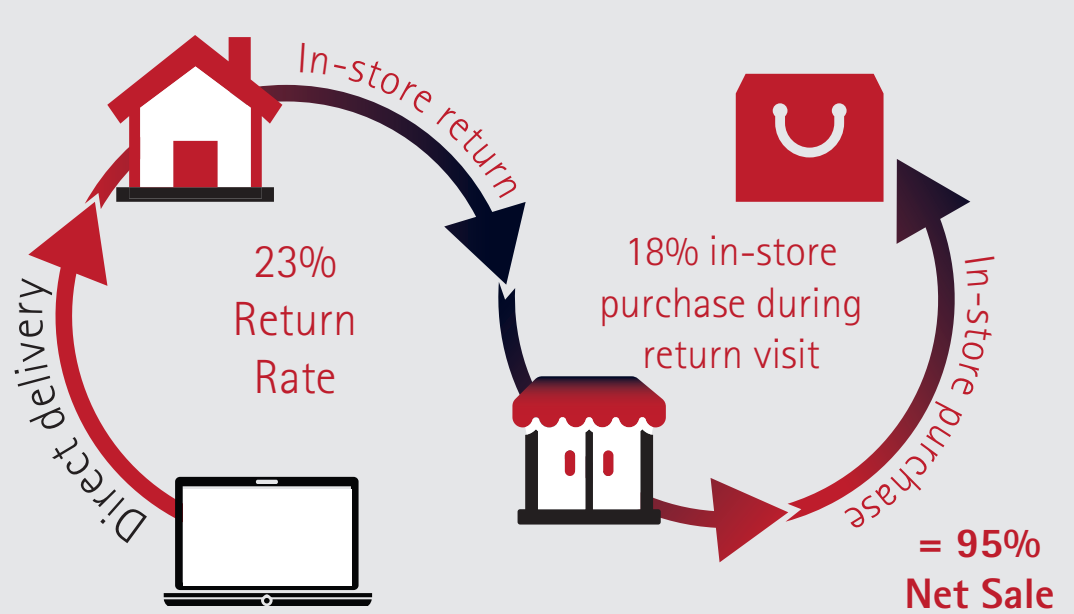 Direct delivery
In-store return
23%
Return
Rate
18% in-store
purchase during
return visit
In-store purchase
= 95%
Net Sale